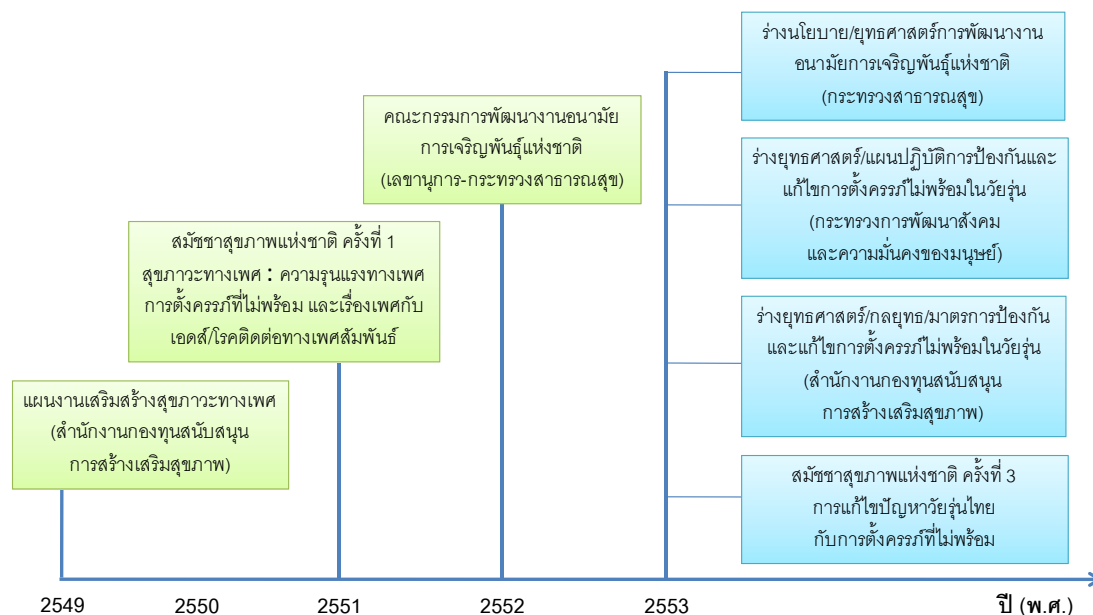 ร่างนโยบาย/ยุทธศาสตร์การพัฒนางาน
อนามัยการเจริญพันธุ์แห่งชาติ
(กระทรวงสาธารณสุข)
คณะกรรมการพัฒนางานอนามัย
การเจริญพันธุ์แห่งชาติ
(เลขานุการ-กระทรวงสาธารณสุข)
ร่างยุทธศาสตร์/แผนปฏิบัติการป้องกันและ
แก้ไขการตั้งครรภ์ไม่พร้อมในวัยรุ่น
(กระทรวงการพัฒนาสังคม
และความมั่นคงของมนุษย์)
สมัชชาสุขภาพแห่งชาติ ครั้งที่ 1
สุขภาวะทางเพศ : ความรุนแรงทางเพศ
การตั้งครรภ์ที่ไม่พร้อม และเรื่องเพศกับ
เอดส์/โรคติดต่อทางเพศสัมพันธ์
ร่างยุทธศาสตร์/กลยุทธ/มาตรการป้องกัน
และแก้ไขการตั้งครรภ์ไม่พร้อมในวัยรุ่น
(สำนักงานกองทุนสนับสนุน
การสร้างเสริมสุขภาพ)
แผนงานเสริมสร้างสุขภาวะทางเพศ
(สำนักงานกองทุนสนับสนุน
การสร้างเสริมสุขภาพ)
สมัชชาสุขภาพแห่งชาติ ครั้งที่ 3
การแก้ไขปัญหาวัยรุ่นไทย
กับการตั้งครรภ์ที่ไม่พร้อม
2549 2550 2551 2552 2553 ปี (พ.ศ.)